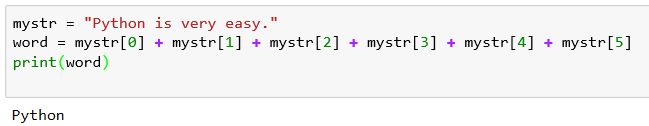 mystr = "Python is very easy."
word = mystr[0] + mystr[1] + mystr[2] + mystr[3] + mystr[4] + mystr[5]
print(word)
Python